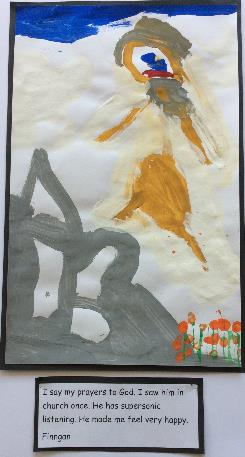 I say my prayers to God. I saw him in
church once. He has supersonic
listening. He made me feel very happy.
Finngan